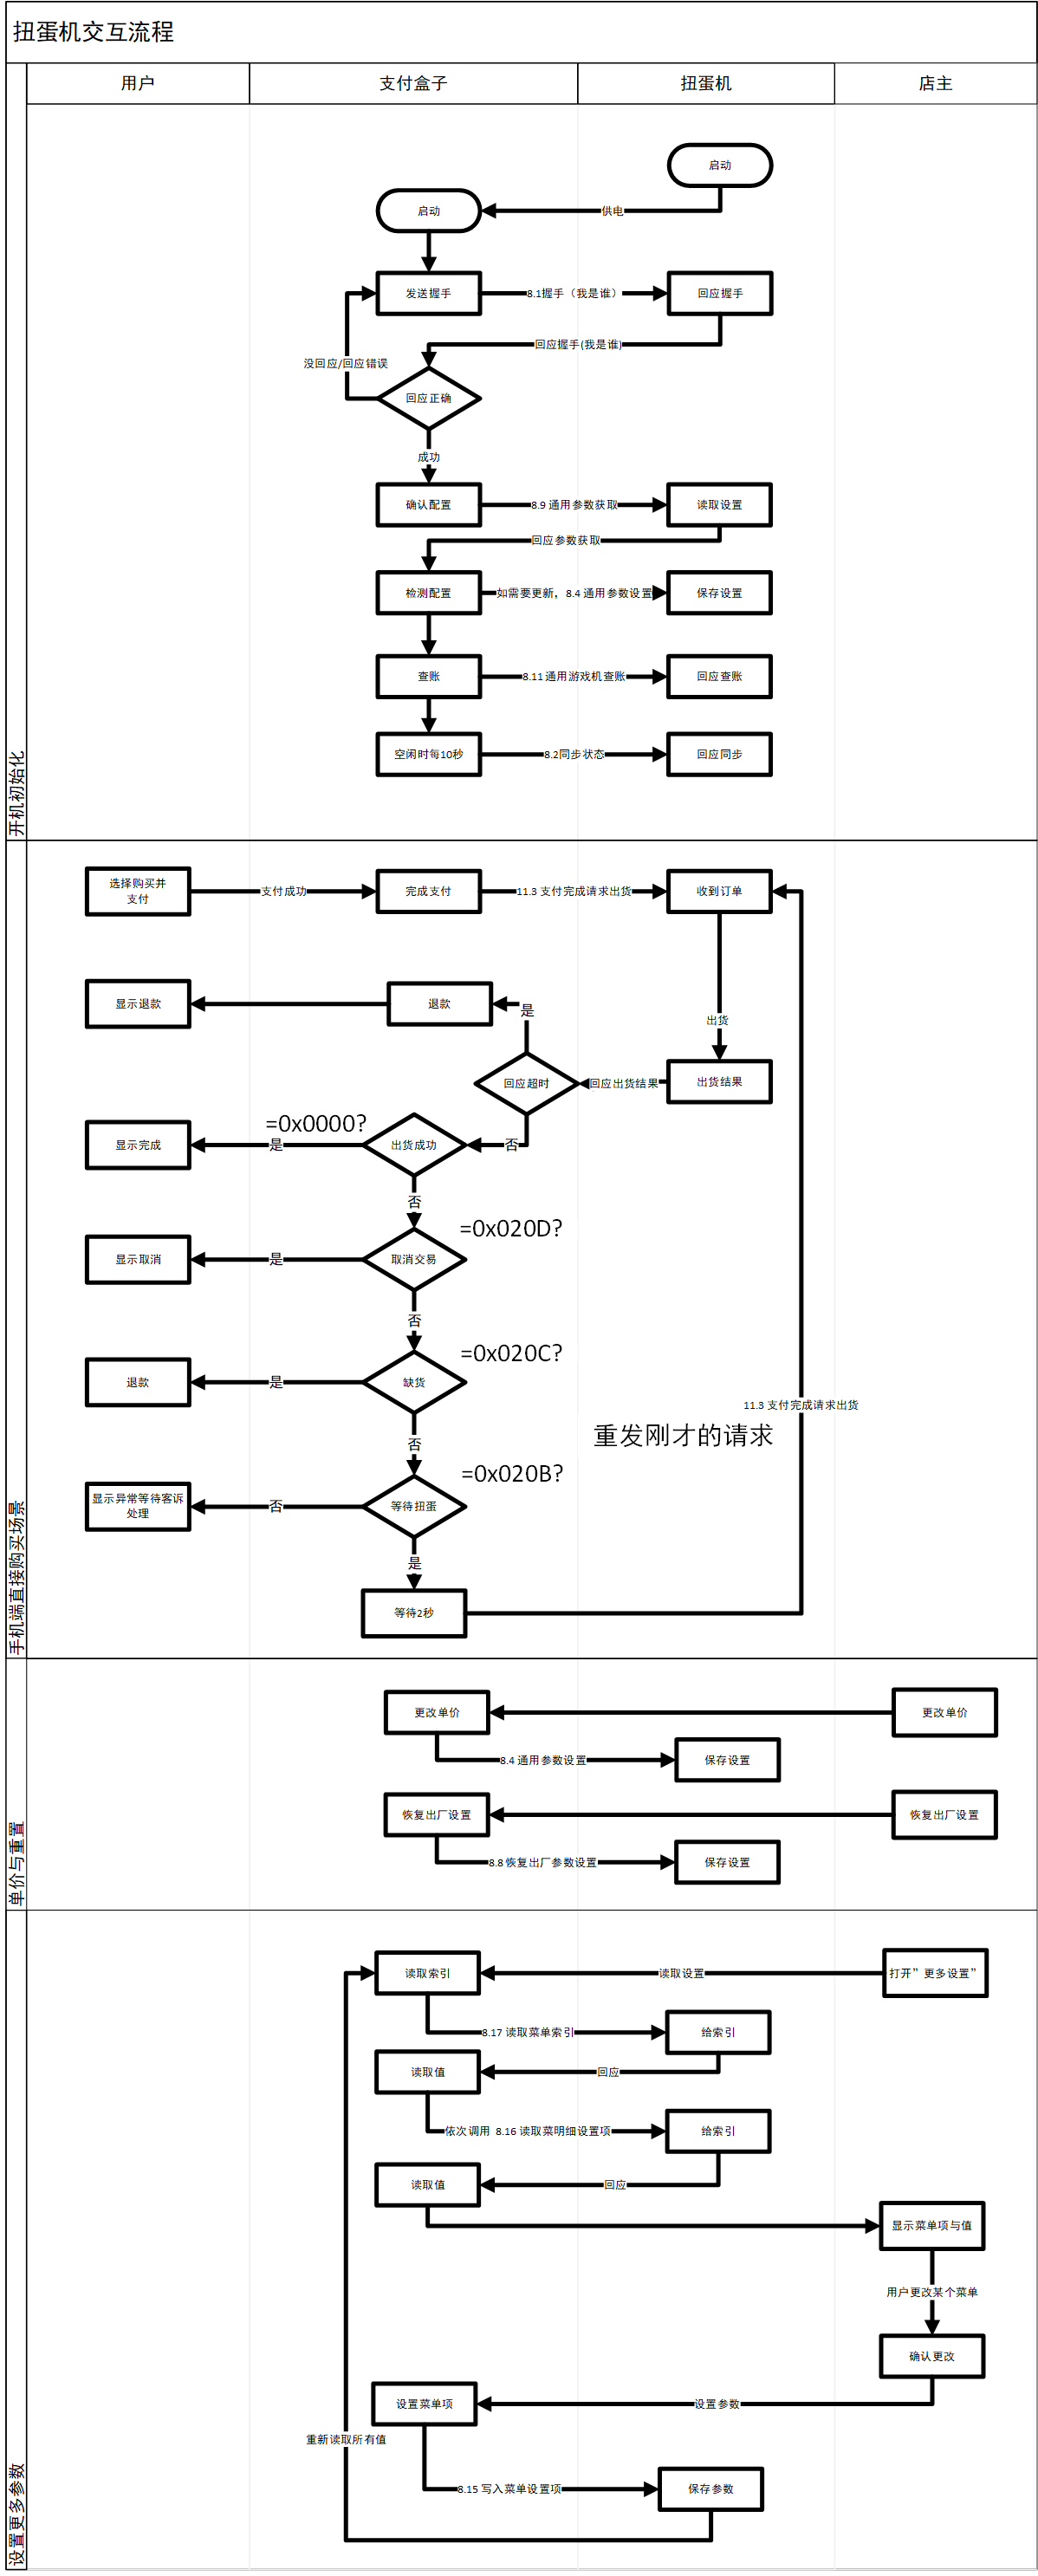 扭蛋机交互流程
用户
支付盒子
扭蛋机
店主
开机初始化
启动
供电
启动
发送握手
8.1握手（我是谁）
回应握手
回应握手(我是谁)
没回应/回应错误
回应正确
成功
确认配置
8.9 通用参数获取
读取设置
回应参数获取
检测配置
如需要更新，8.4 通用参数设置
保存设置
查账
8.11 通用游戏机查账
回应查账
空闲时每10秒
8.2同步状态
回应同步
手机端直接购买场景
选择购买并
支付
支付成功
完成支付
11.3 支付完成请求出货
收到订单
显示退款
退款
是
出货
回应超时
回应出货结果
出货结果
=0x0000?
显示完成
是
出货成功
否
否
=0x020D?
显示取消
是
取消交易
否
=0x020C?
退款
是
缺货
11.3 支付完成请求出货
重发刚才的请求
否
=0x020B?
显示异常等待客诉
处理
否
等待扭蛋
是
等待2秒
单价与重置
更改单价
更改单价
8.4 通用参数设置
保存设置
恢复出厂设置
恢复出厂设置
8.8 恢复出厂参数设置
保存设置
设置更多参数
读取索引
读取设置
打开”更多设置”
8.17 读取菜单索引
给索引
读取值
回应
依次调用 8.16 读取菜明细设置项
给索引
读取值
回应
显示菜单项与值
用户更改某个菜单
确认更改
设置菜单项
设置参数
重新读取所有值
8.15 写入菜单设置项
保存参数